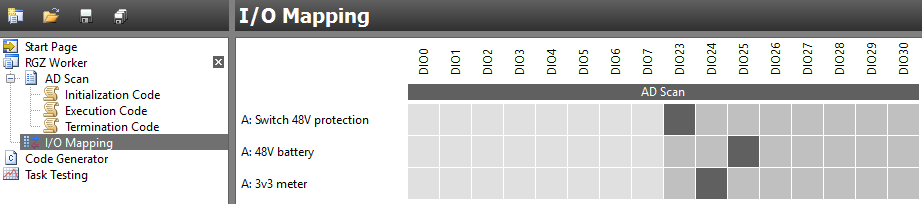 I/O Mapping
Start Page
RGZ Worker
AD Scan
Initialization Code
Execution Code
Termination Code
I/O Mapping
Code Generator
Task Testing
DIO0 DIO1 DIO2 DIO3 DIO4 DIO5 DIO6 DIO7 DIO23 DIO24 DIO25 DIO26 DIO27 DIO28 DIO29 DIO30
AD Scan
A: Switch 48V protection
A: 48V battery
A: 3v3 meter